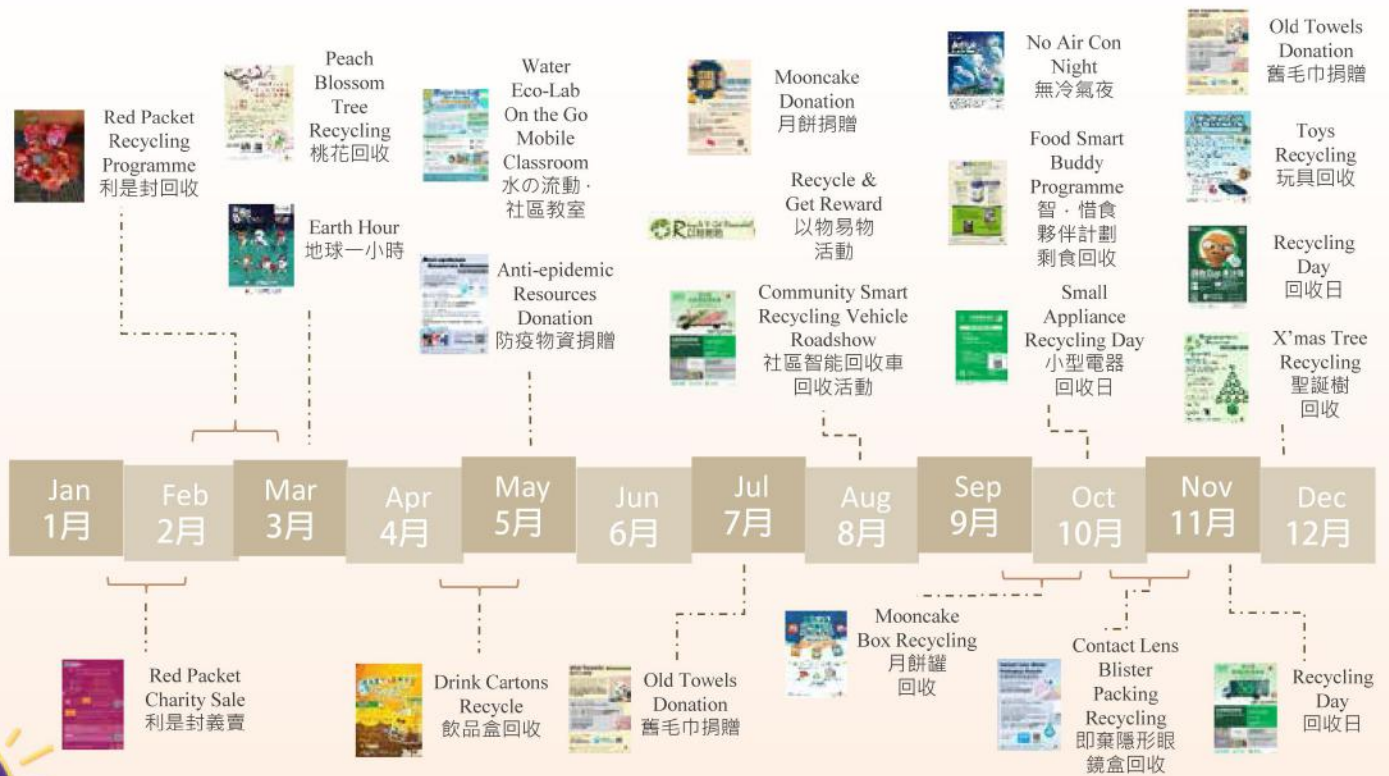 Red Packet
Recycling
Programme
利是封回收
Peach
Blossom
Tree
Recycling
桃花回收
Earth Hour
地球一小時
Water
Eco-Lab
On the Go
Mobile
Classroom
水の流動·
社區教室
Anti-epidemic
Resources
Donation
防疫物資捐贈
Mooncake
Donation
月餅捐贈
Recycle &
Get Reward
以物易物
活動
Community Smart
Recycling Vehicle
Roadshow
社區智能回收車
回收活動
No Air Con
Night
無冷氣夜
Food Smart
Buddy
Programme
智·惜食
夥伴計劃
剩食回收
Small
Appliance
Recycling Day
小型電器
回收日
Old Towels
Donation
舊毛巾捐贈
Toys
Recycling
玩具回收
Recycling
Day
回收日
X'mas Tree
Recycling
聖誕樹
回收
Jan
1月
Feb
2月
Mar
3月
Apr
4月
May
5月
Jun
6月
Jul
7月
Aug
8月
Sep
9月
Oct
10月
Nov
11月
Dec
12月
Red Packet
Charity Sale
利是封義賣
Drink Cartons
Recycle
飲品盒回收
Old Towels
Donation
舊毛巾捐贈
Mooncake
Box Recycling
月餅罐
回收
Contact Lens
Blister
Packing
Recycling
即棄隱形眼
鏡盒回收
Recycling
Day
回收日